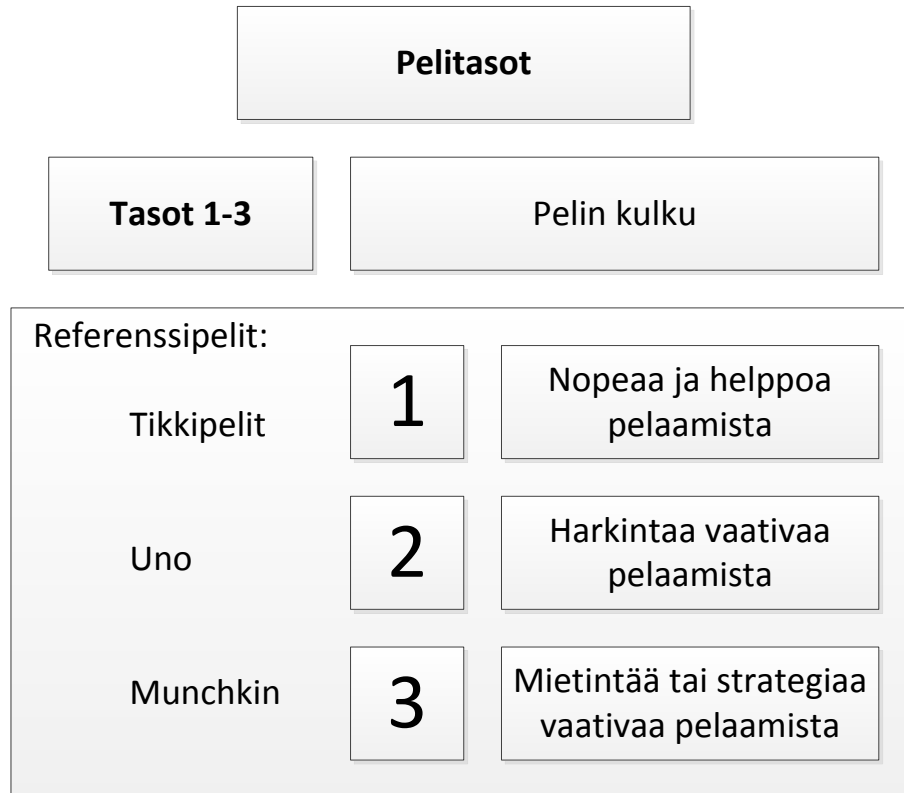 Pelitasot
Tasot 1-3
Pelin kulku
Referenssipelit:
Tikkipelit
1
Nopeaa ja helppoa
pelaamista
Uno
2
Harkintaa vaativaa
pelaamista
Munchkin
3
Mietintää tai strategiaa
vaativaa pelaamista